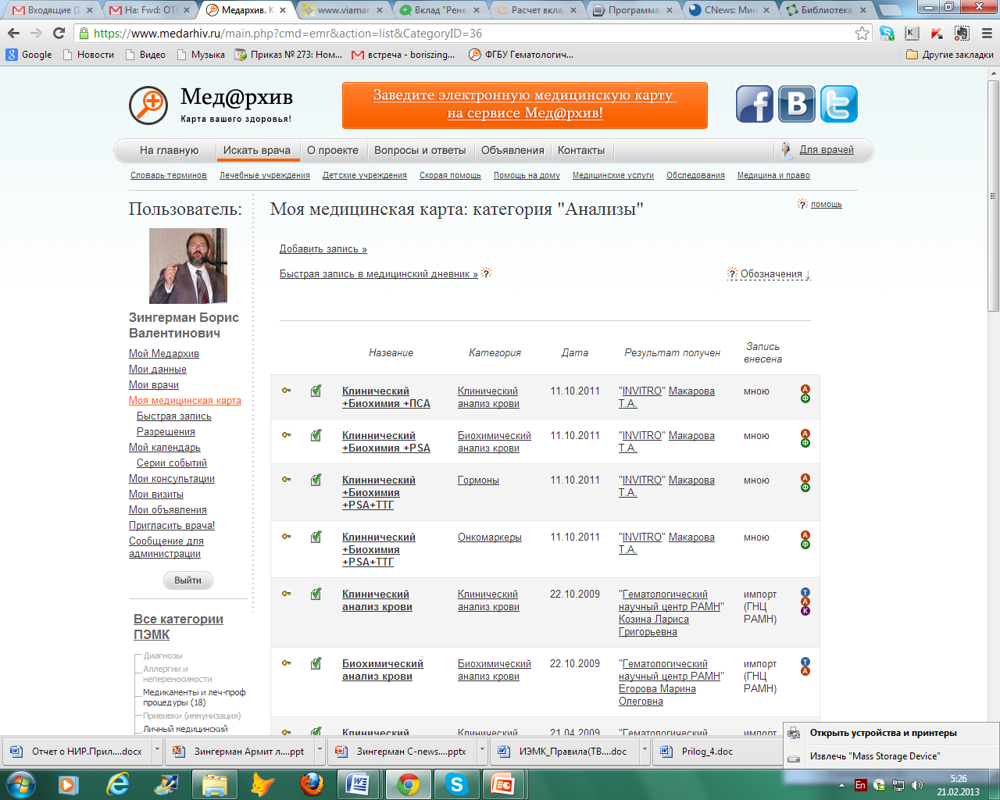 Входящие (1
На: Fwd: ОТ
Медархив. К
www.viamar
Вклад "Рене
Расчет вкла
Программа
CNews: Мин
Библиотека
https://www.medarhiv.ru/main.php?cmd=emr&action=list&CategoryID=36
Google
Новости
Видео
Музыка
Приказ № 273: Ном...
встреча - boriszing...
ФГБУ Гематологич...
Другие закладки
Мед@рхив
Карта вашего здоровья!
Заведите электронную медицинскую карту
на сервисе Мед@рхив!
На главную
Искать врача
О проекте
Вопросы и ответы
Объявления
Контакты
Для врачей
Словарь терминов
Лечебные учреждения
Детские учреждения
Скорая помощь
Помощь на дому
Медицинские услуги
Обследования
Медицина и право
Пользователь:
Зингерман Борис
Валентинович
Мой Медархив
Мои данные
Мои врачи
Моя медицинская карта
Быстрая запись
Разрешения
Мой календарь
Серии событий
Мои консультации
Мои визиты
Мои объявления
Пригласить врача!
Сообщение для
администрации
Выйти
Все категории
ПЭМК
Диагнозы
Аллергии и
непереносимости
Медикаменты и леч-проф
процедуры (18)
Прививки (иммунизация)
Личный медицинский
Моя медицинская карта: категория "Анализы"
помощь
Добавить запись »
Быстрая запись в медицинский дневник »
Обозначения ↓
Название
Категория
Дата
Результат получен
Запись
внесена
Клинический
+Биохимия +ПСА
Клинический
анализ крови
11.10.2011
"INVITRO" Макарова
Т.А.
мною
А
Ф
Клиннический
+Биохимия +PSA
Биохимический
анализ крови
11.10.2011
"INVITRO" Макарова
Т.А.
мною
А
Ф
Клиннический
+Биохимия
+PSA+ТТГ
Гормоны
11.10.2011
"INVITRO" Макарова
Т.А.
мною
А
Ф
Клиннический
+Биохимия
+PSA+ТТГ
Онкомаркеры
11.10.2011
"INVITRO" Макарова
Т.А.
мною
А
Ф
Клинический
анализ крови
Клинический
анализ крови
22.10.2009
"Гематологический
научный центр РАМН"
Козина Лариса
Григорьевна
импорт
(ГНЦ
РАМН)
Т
А
К
Биохимический
анализ крови
Биохимический
анализ крови
22.10.2009
"Гематологический
научный центр РАМН"
Егорова Марина
Олеговна
импорт
(ГНЦ
РАМН)
Т
А
Клинический
Клинический
21.04.2009
"Гематологический
импорт
Открыть устройства и принтеры
Извлечь "Mass Storage Device"
Отчет о НИР.Прил....docx
Зингерман Армит л....ppt
Зингерман C-news....pptx
ИЭМК_Правила(ТВ....doc
Prilog_4.doc
En
5:26
21.02.2013